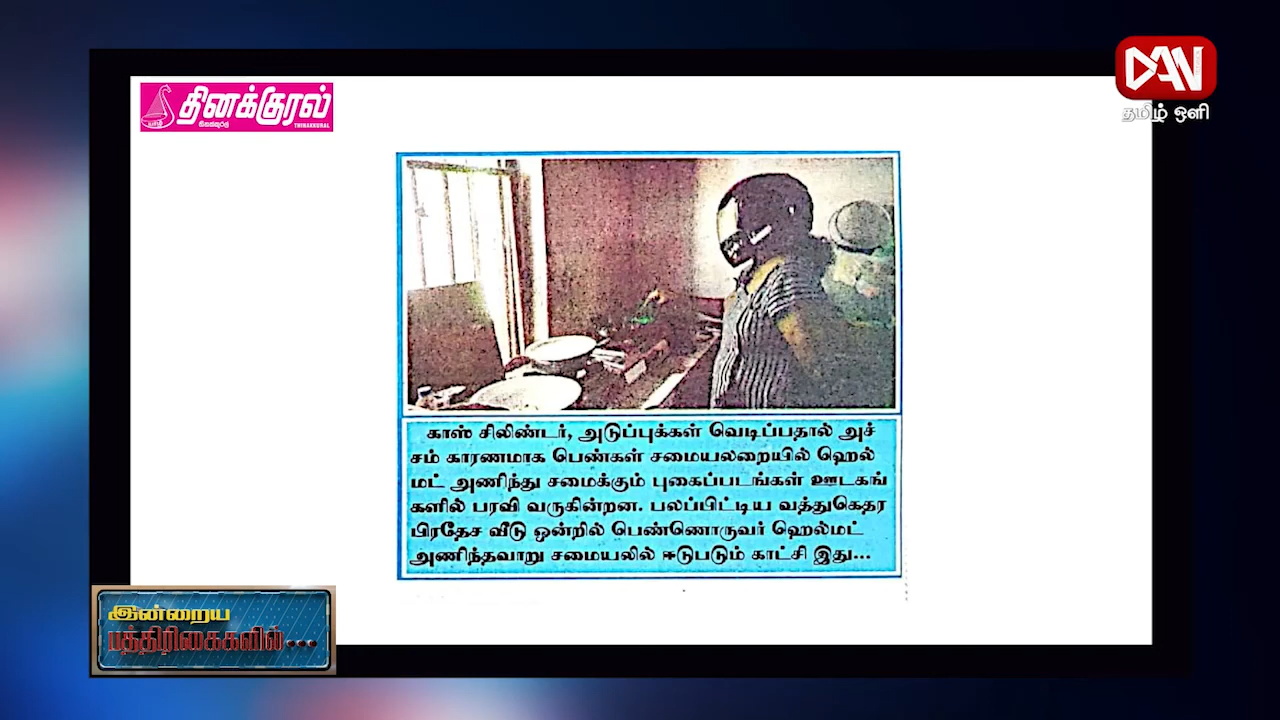 தினக்குரல்
THINAKKURAL
DAN
தமிழ் ஒளி
காஸ் சிலிண்டர், அடுப்புக்கள் வெடிப்பதால் அச்
சம் காரணமாக பெண்கள் சமையலறையில் ஹெல்
மட் அணிந்து சமைக்கும் புகைப்படங்கள் ஊடகங்
களில் பரவி வருகின்றன. பலப்பிட்டிய வத்துகெதர
பிரதேச வீடு ஒன்றில் பெண்ணொருவர் ஹெல்மட்
அணிந்தவாறு சமையலில் ஈடுபடும் காட்சி இது...
இன்றைய
பத்திரிகைகளில்...